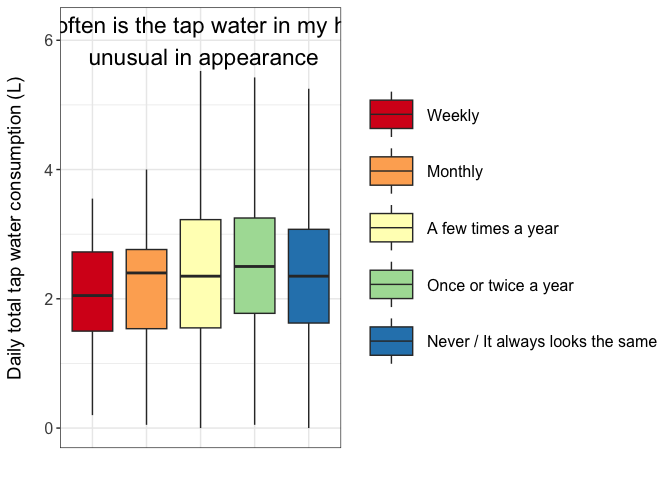 often is the tap water in my h
unusual in appearance
Daily total tap water consumption (L)
6
4
2
0
Weekly
Monthly
A few times a year
Once or twice a year
Never / It always looks the same